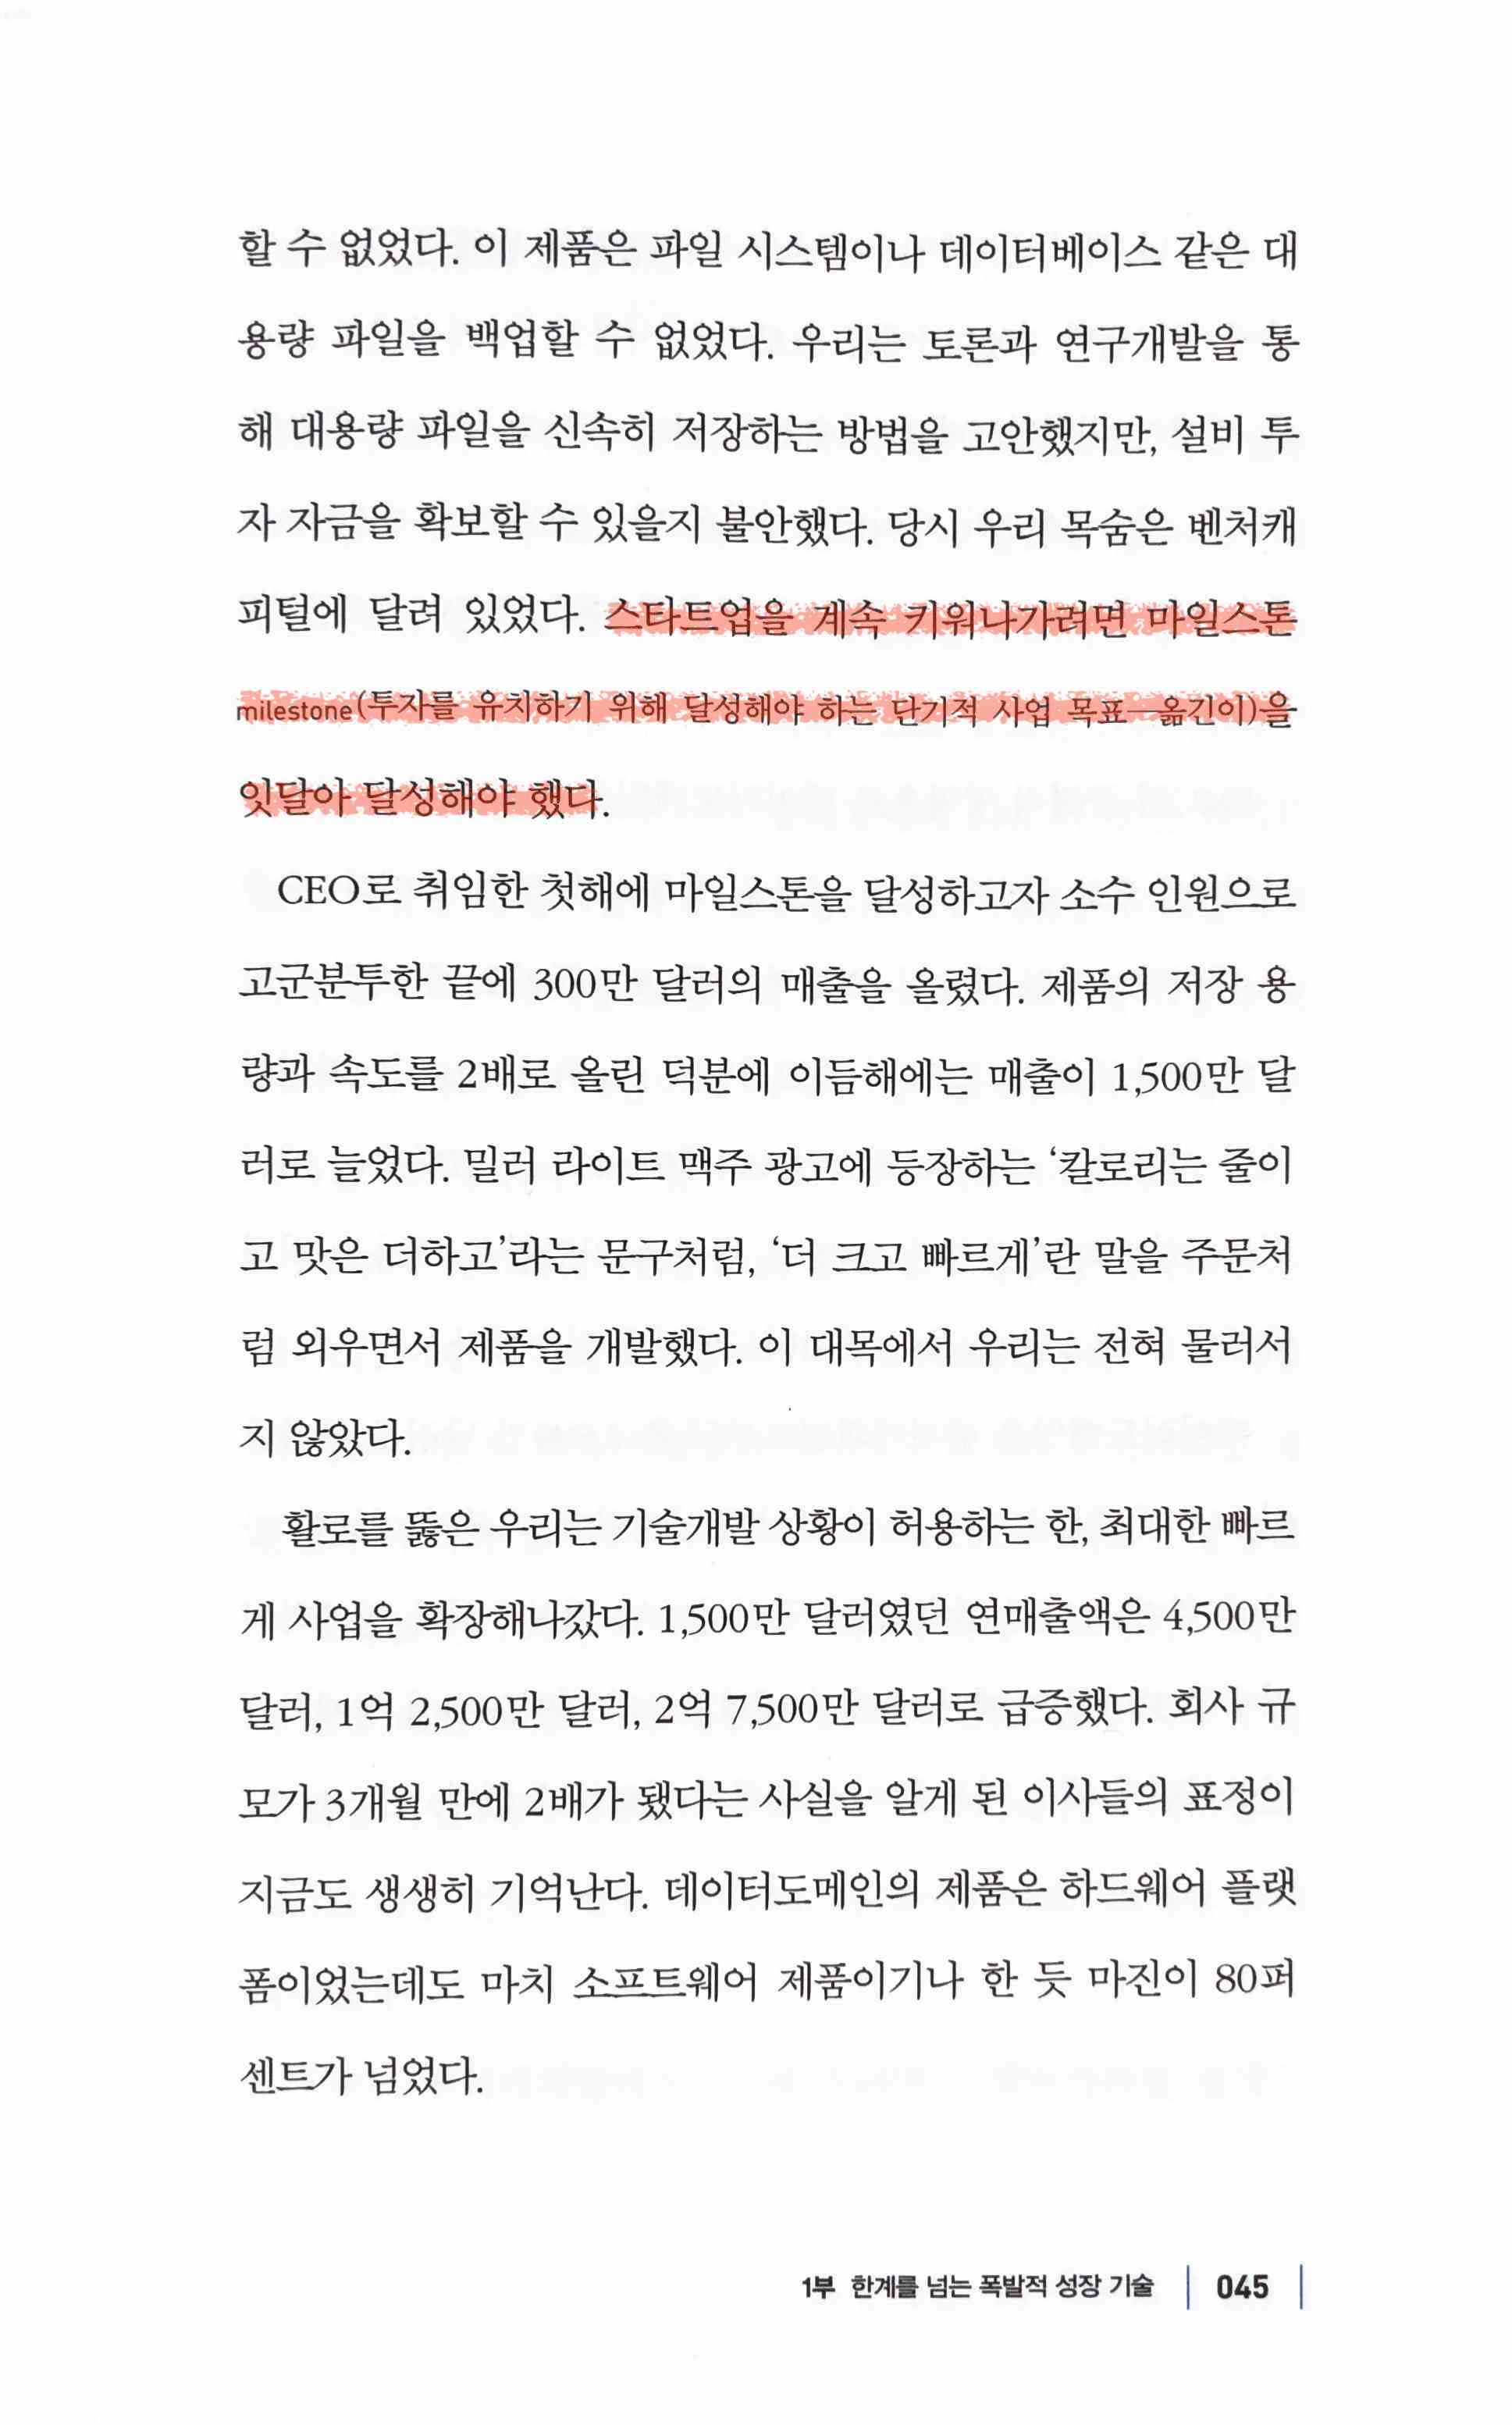 할 수 없었다. 이 제품은 파일 시스템이나 데이터베이스 같은 대
용량 파일을 백업할 수 없었다. 우리는 토론과 연구개발을 통
해 대용량 파일을 신속히 저장하는 방법을 고안했지만, 설비 투
자 자금을 확보할 수 있을지 불안했다. 당시 우리 목숨은 벤처캐
피털에 달려 있었다. 스타트업을 계속 키워나가려면 마일스톤
milestone(투자를 유치하기 위해 달성해야 하는 단기적 사업 목표―옮긴이)을
잇달아 달성해야 했다.
CEO로 취임한 첫해에 마일스톤을 달성하고자 소수 인원으로
고군분투한 끝에 300만 달러의 매출을 올렸다. 제품의 저장 용
량과 속도를 2배로 올린 덕분에 이듬해에는 매출이 1,500만 달
러로 늘었다. 밀러 라이트 맥주 광고에 등장하는 ‘칼로리는 줄이
고 맛은 더하고’라는 문구처럼, ‘더 크고 빠르게’란 말을 주문처
럼 외우면서 제품을 개발했다. 이 대목에서 우리는 전혀 물러서
지 않았다.
활로를 뚫은 우리는 기술개발 상황이 허용하는 한, 최대한 빠르
게 사업을 확장해나갔다. 1,500만 달러였던 연매출액은 4,500만
달러, 1억 2,500만 달러, 2억 7,500만 달러로 급증했다. 회사 규
모가 3개월 만에 2배가 됐다는 사실을 알게 된 이사들의 표정이
지금도 생생히 기억난다. 데이터도메인의 제품은 하드웨어 플랫
폼이었는데도 마치 소프트웨어 제품이기나 한 듯 마진이 80퍼
센트가 넘었다.
1부 한계를 넘는 폭발적 성장 기술 | 045 |